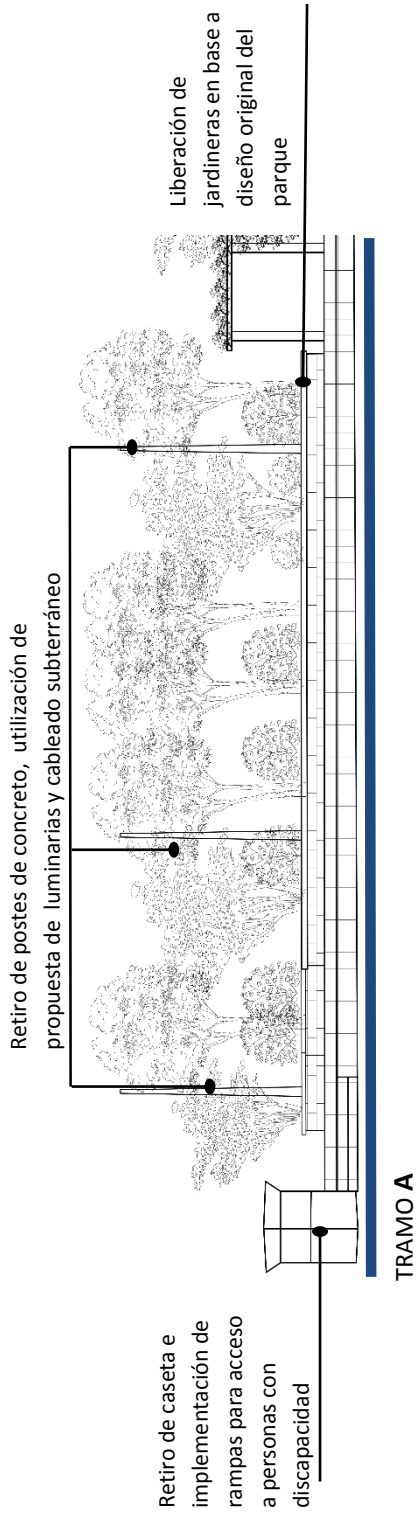 Retiro de caseta e
implementación de
rampas para acceso
a personas con
discapacidad
Retiro de postes de concreto, utilización de
propuesta de luminarias y cableado subterráneo
Liberación de
jardineras en base a
diseño original del
parque
TRAMO A